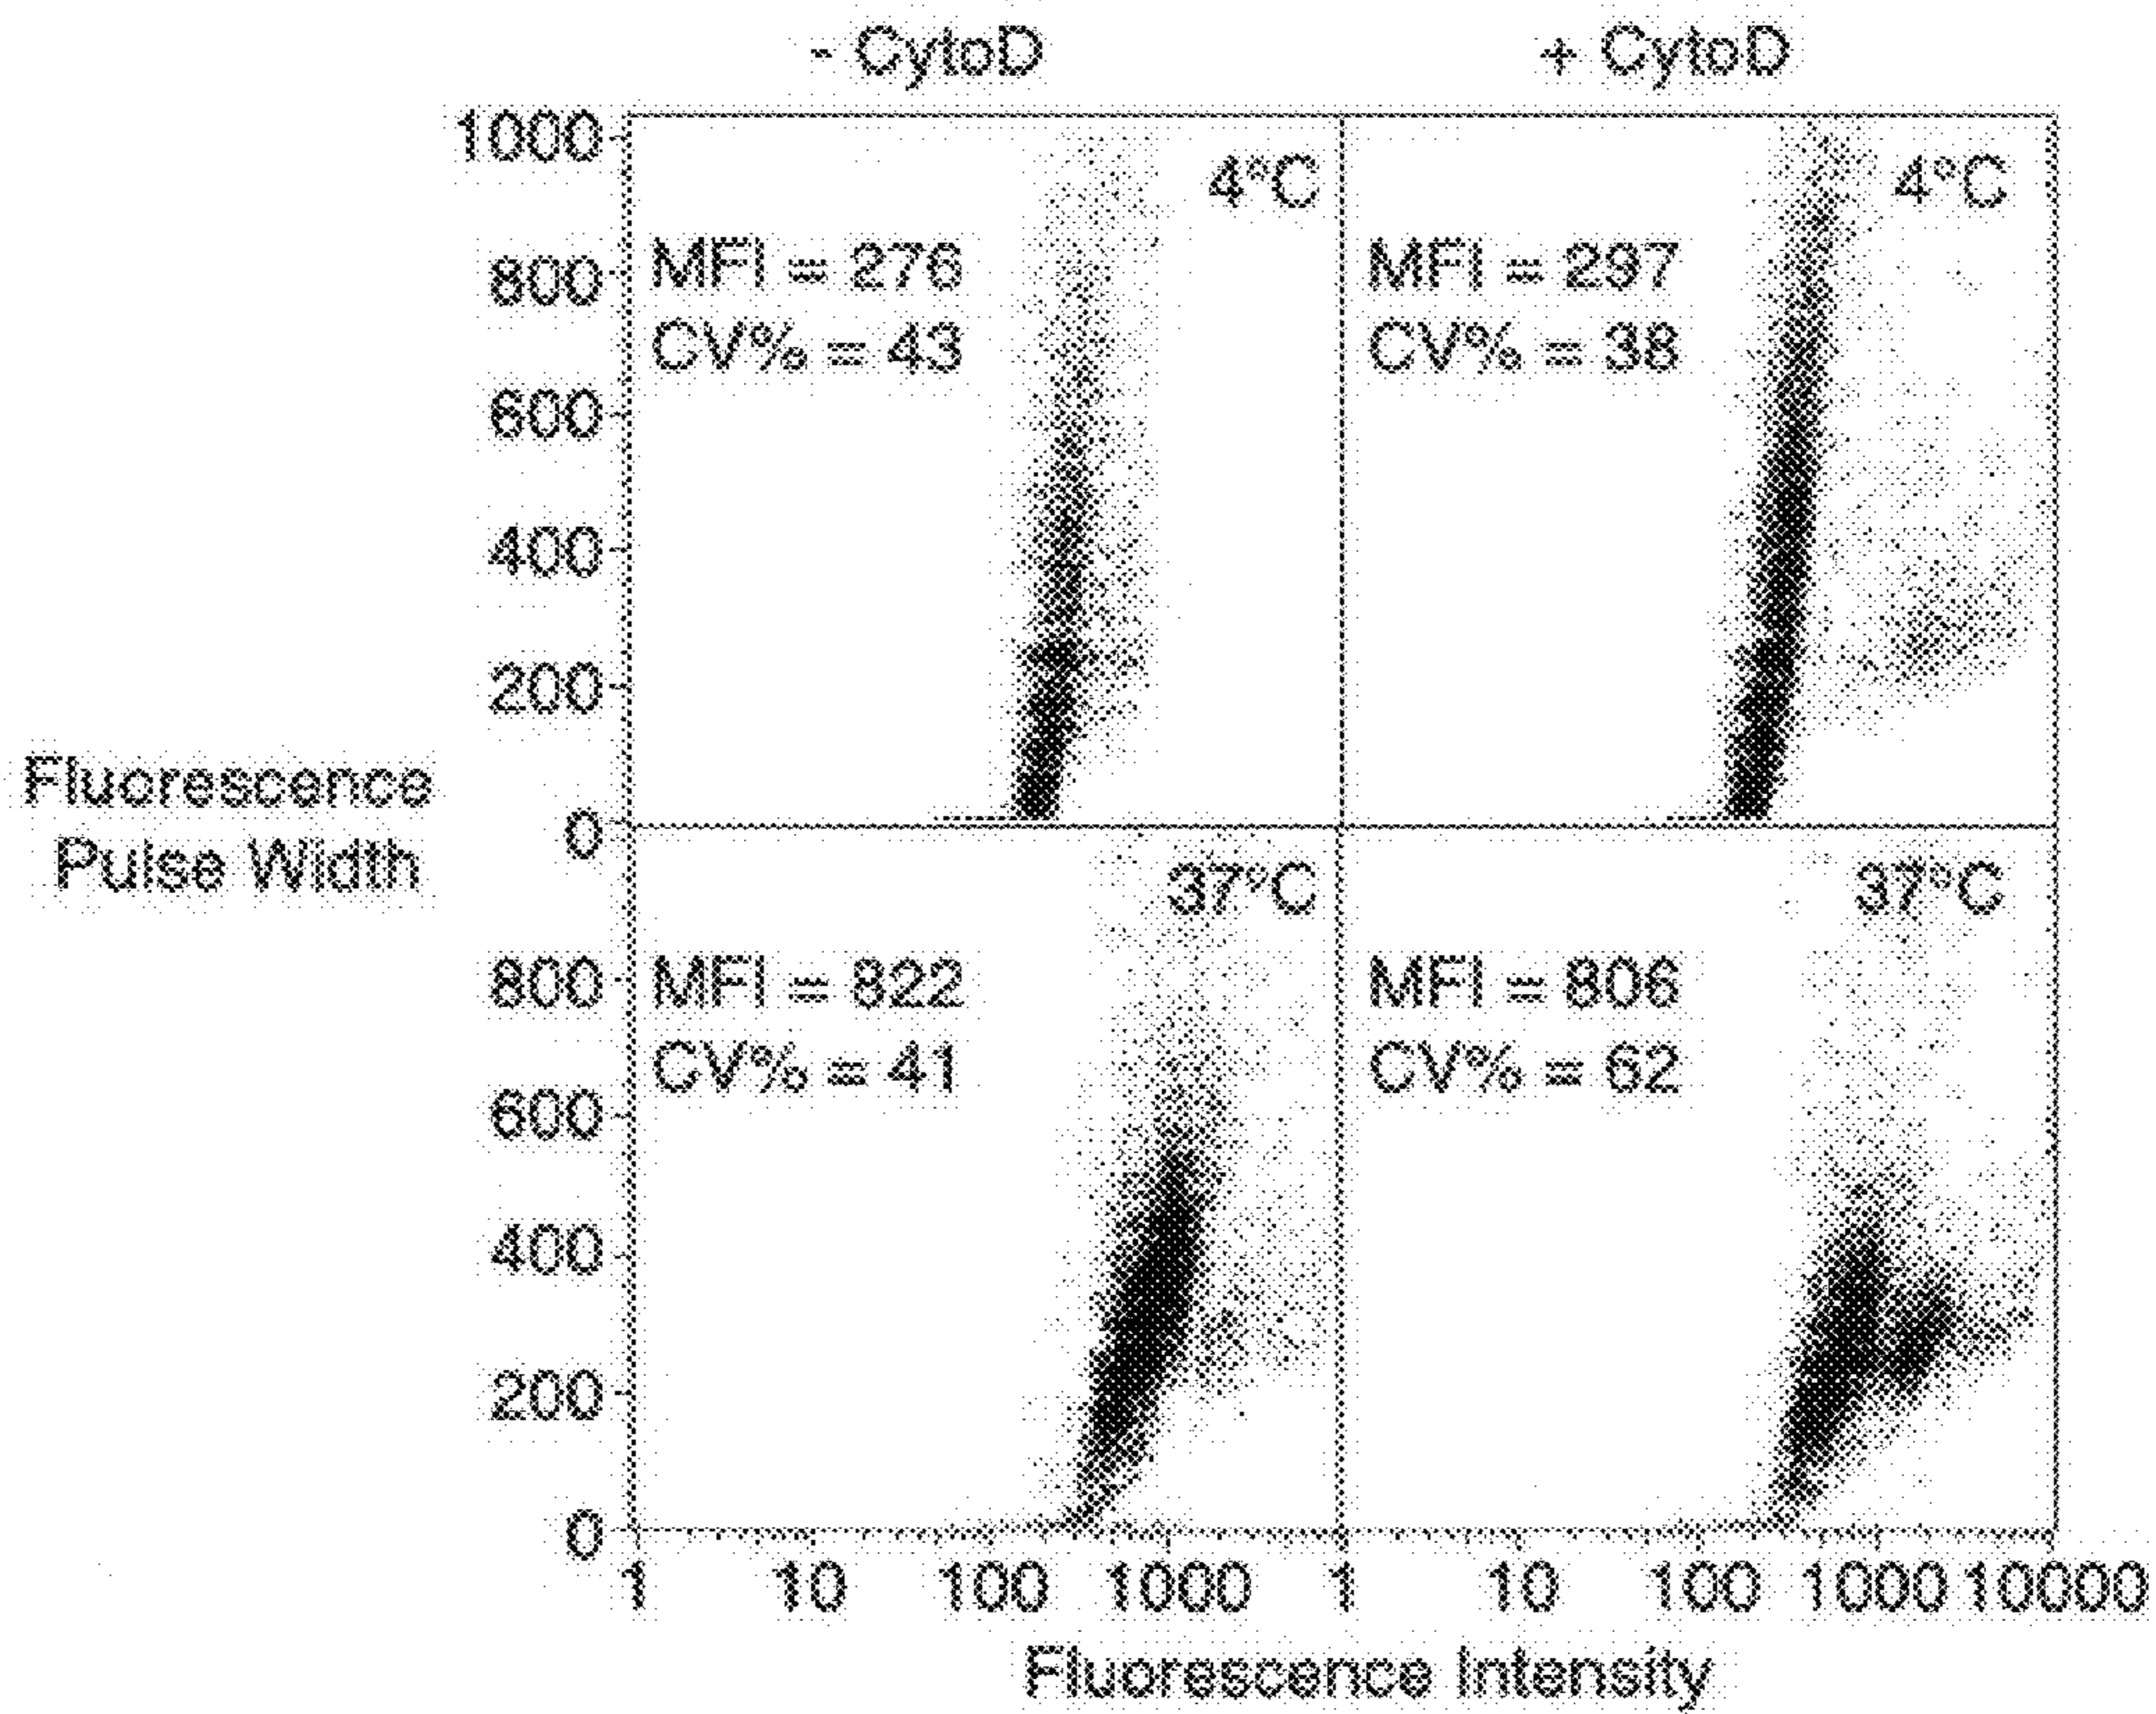 - CytoD
+ CytoD
1000
800
600
400
200
0
4°C
MFI = 276
CV% = 43
4°C
MFI = 297
CV% = 38
Fluorescence
Pulse Width
800
600
400
200
0
37°C
MFI = 822
CV% = 41
37°C
MFI = 806
CV% = 62
1 10 100 1000 1 10 100 1000 10000
Fluorescence Intensity